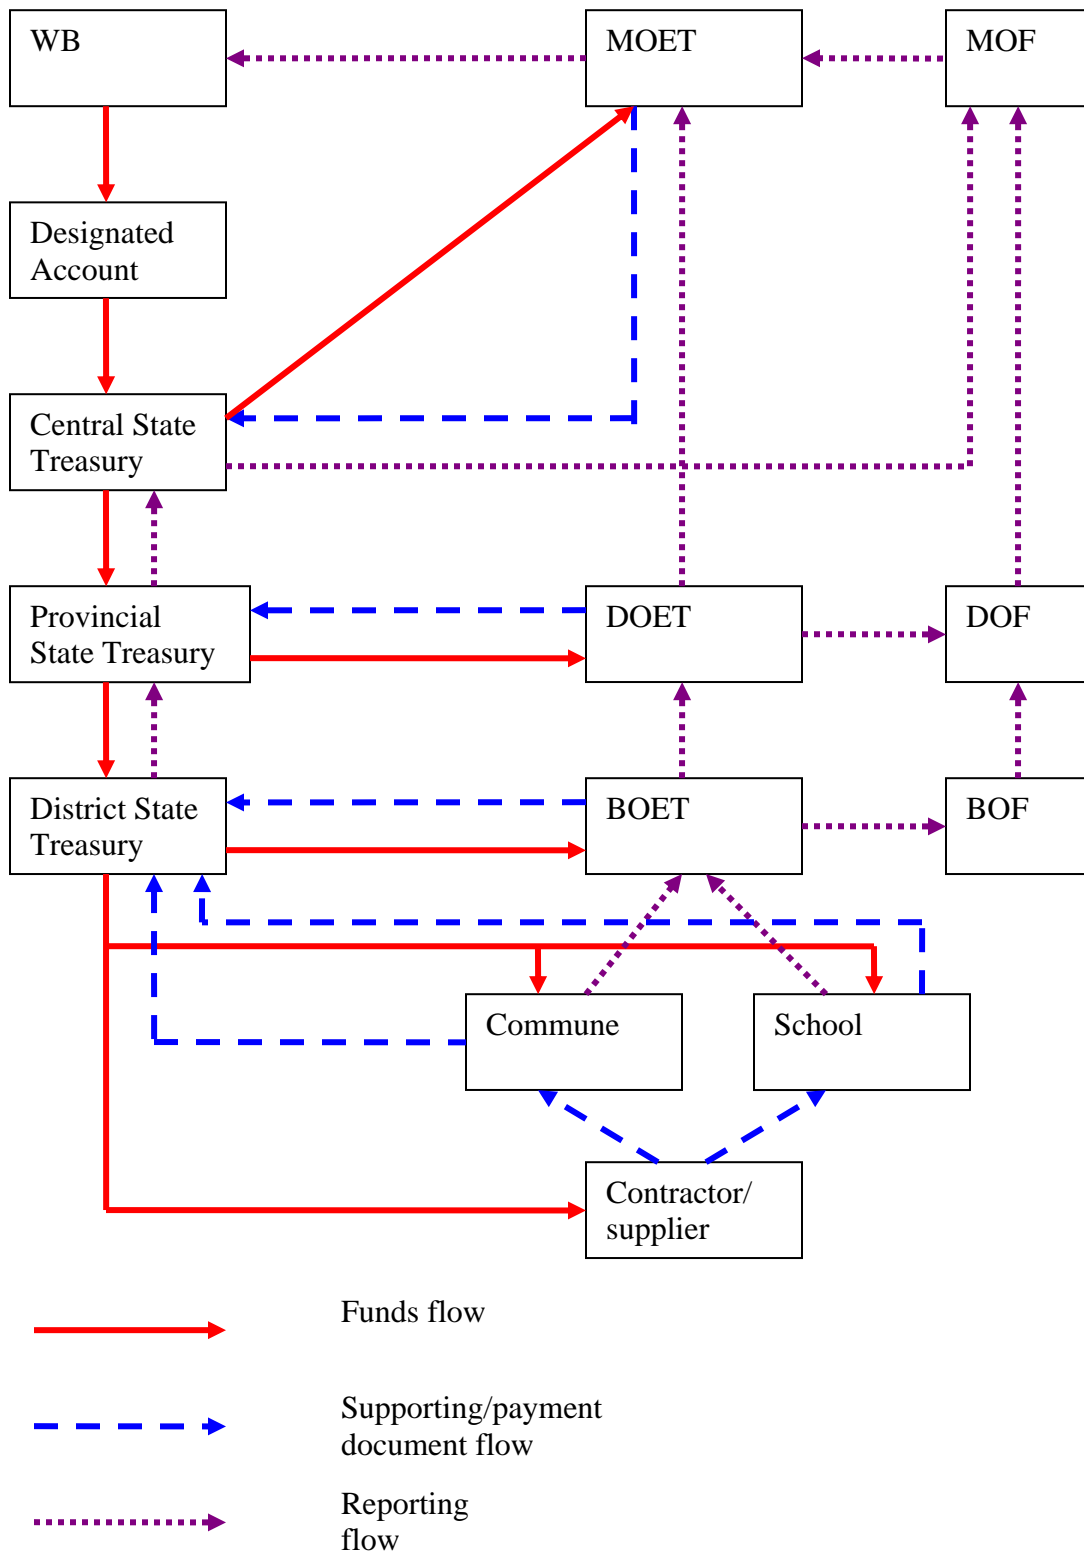 WB
MOET
MOF
Designated
Account
Central State
Treasury
Provincial
State Treasury
DOET
DOF
District State
Treasury
BOET
BOF
Commune
School
Contractor/
supplier
Funds flow
Supporting/payment
document flow
Reporting
flow